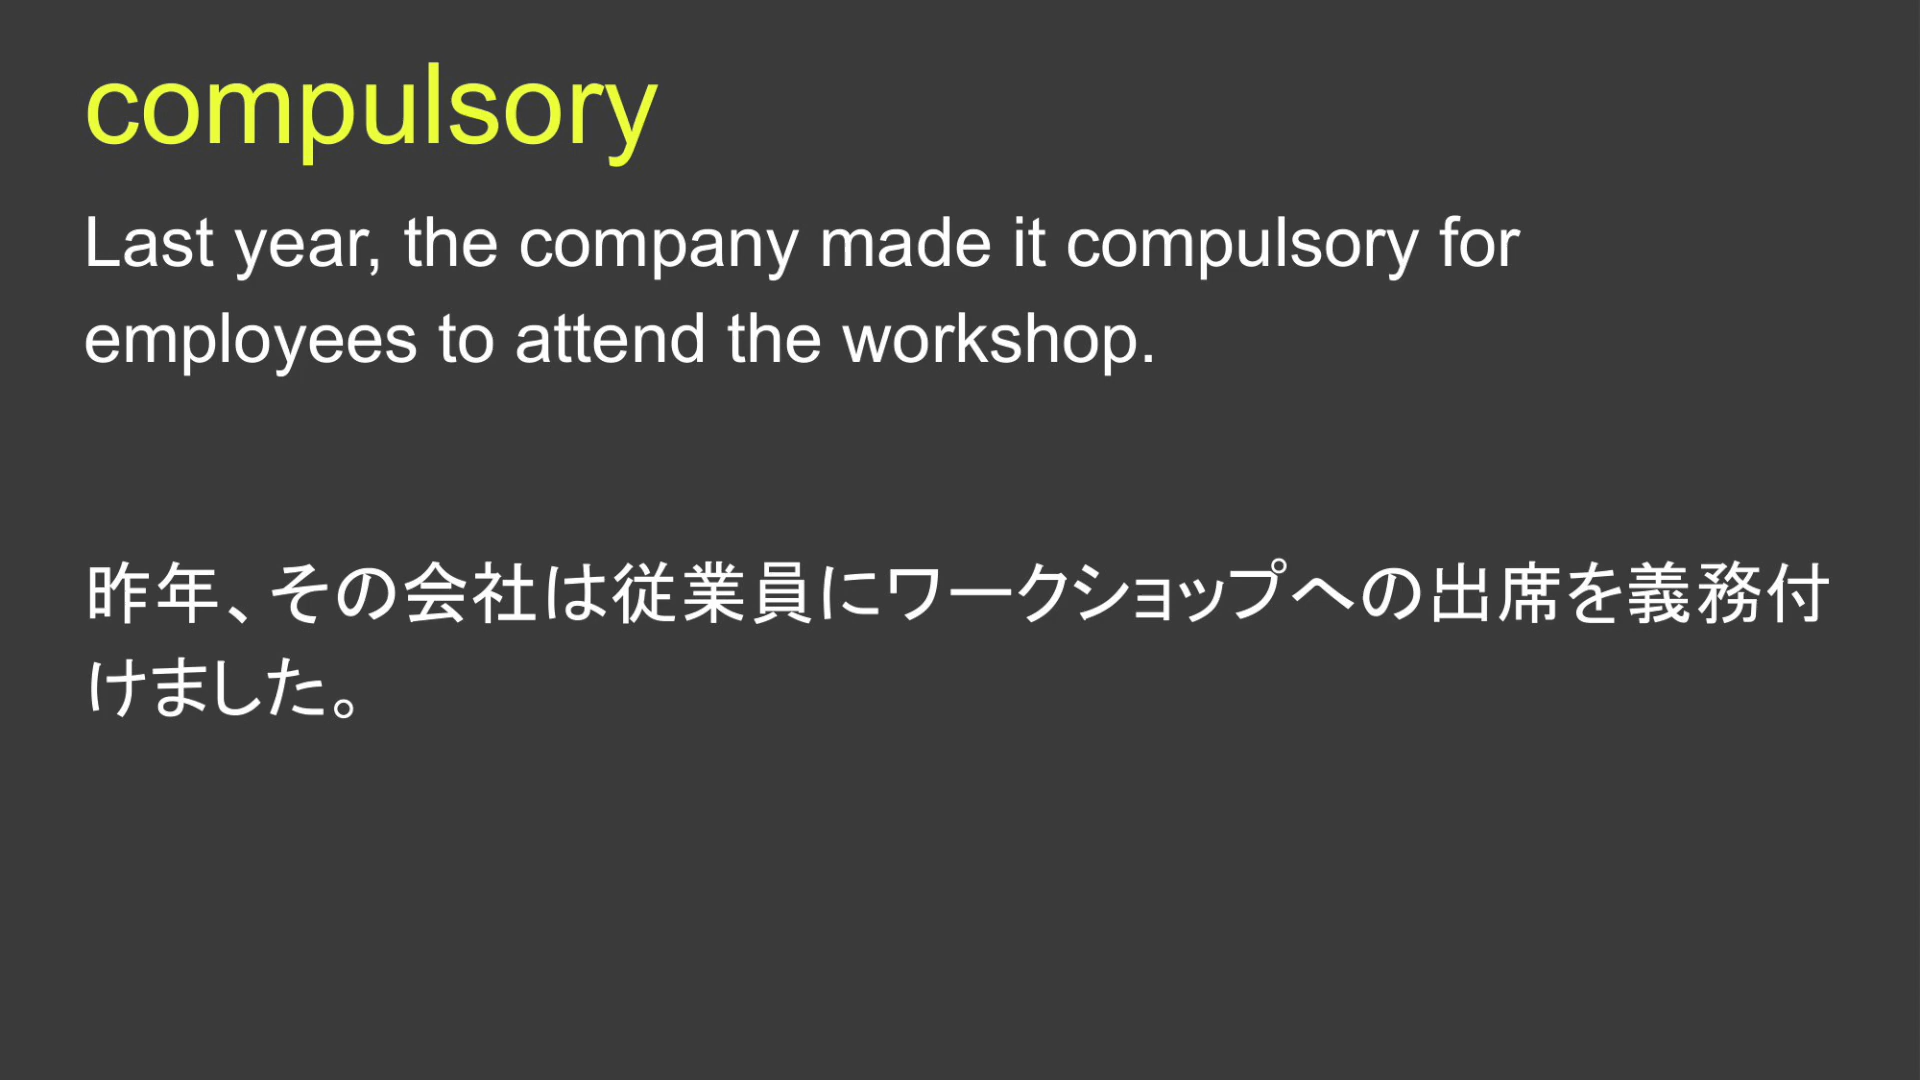 compulsory
Last year, the company made it compulsory for
employees to attend the workshop.
昨年、その会社は従業員にワークショップへの出席を義務付
けました。